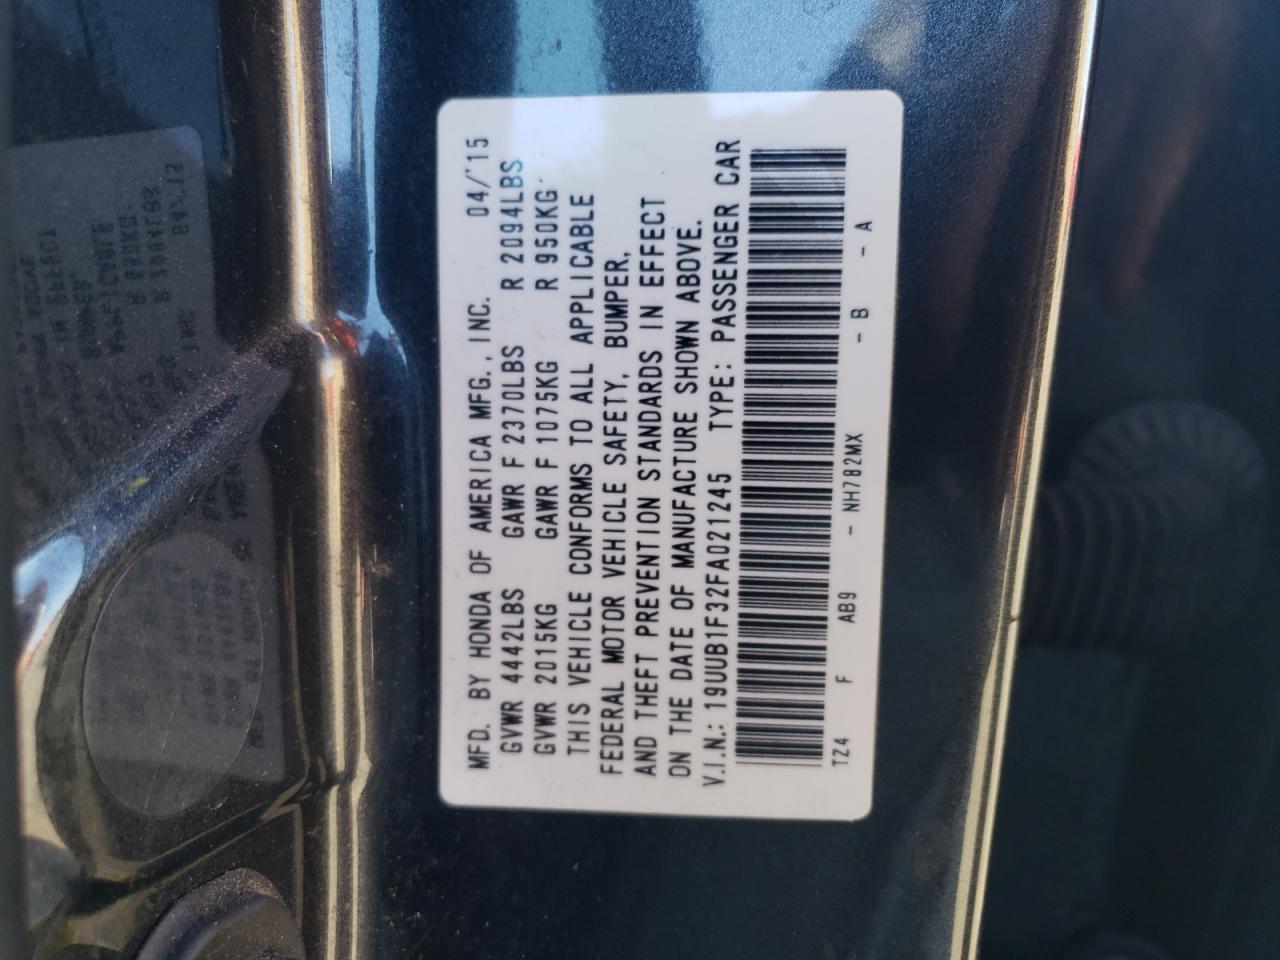 MFD. BY HONDA OF AMERICA MFG., INC. 04/'15
GVWR 4442LBS GAWR F 2370LBS R 2094LBS
GVWR 2015KG GAWR F 1075KG R 950KG
THIS VEHICLE CONFORMS TO ALL APPLICABLE
FEDERAL MOTOR VEHICLE SAFETY, BUMPER,
AND THEFT PREVENTION STANDARDS IN EFFECT
ON THE DATE OF MANUFACTURE SHOWN ABOVE.
V.I.N.: 19UUB1F32FA021245 TYPE: PASSENGER CAR
TZ4 F AB9 - NH782MX - B - A